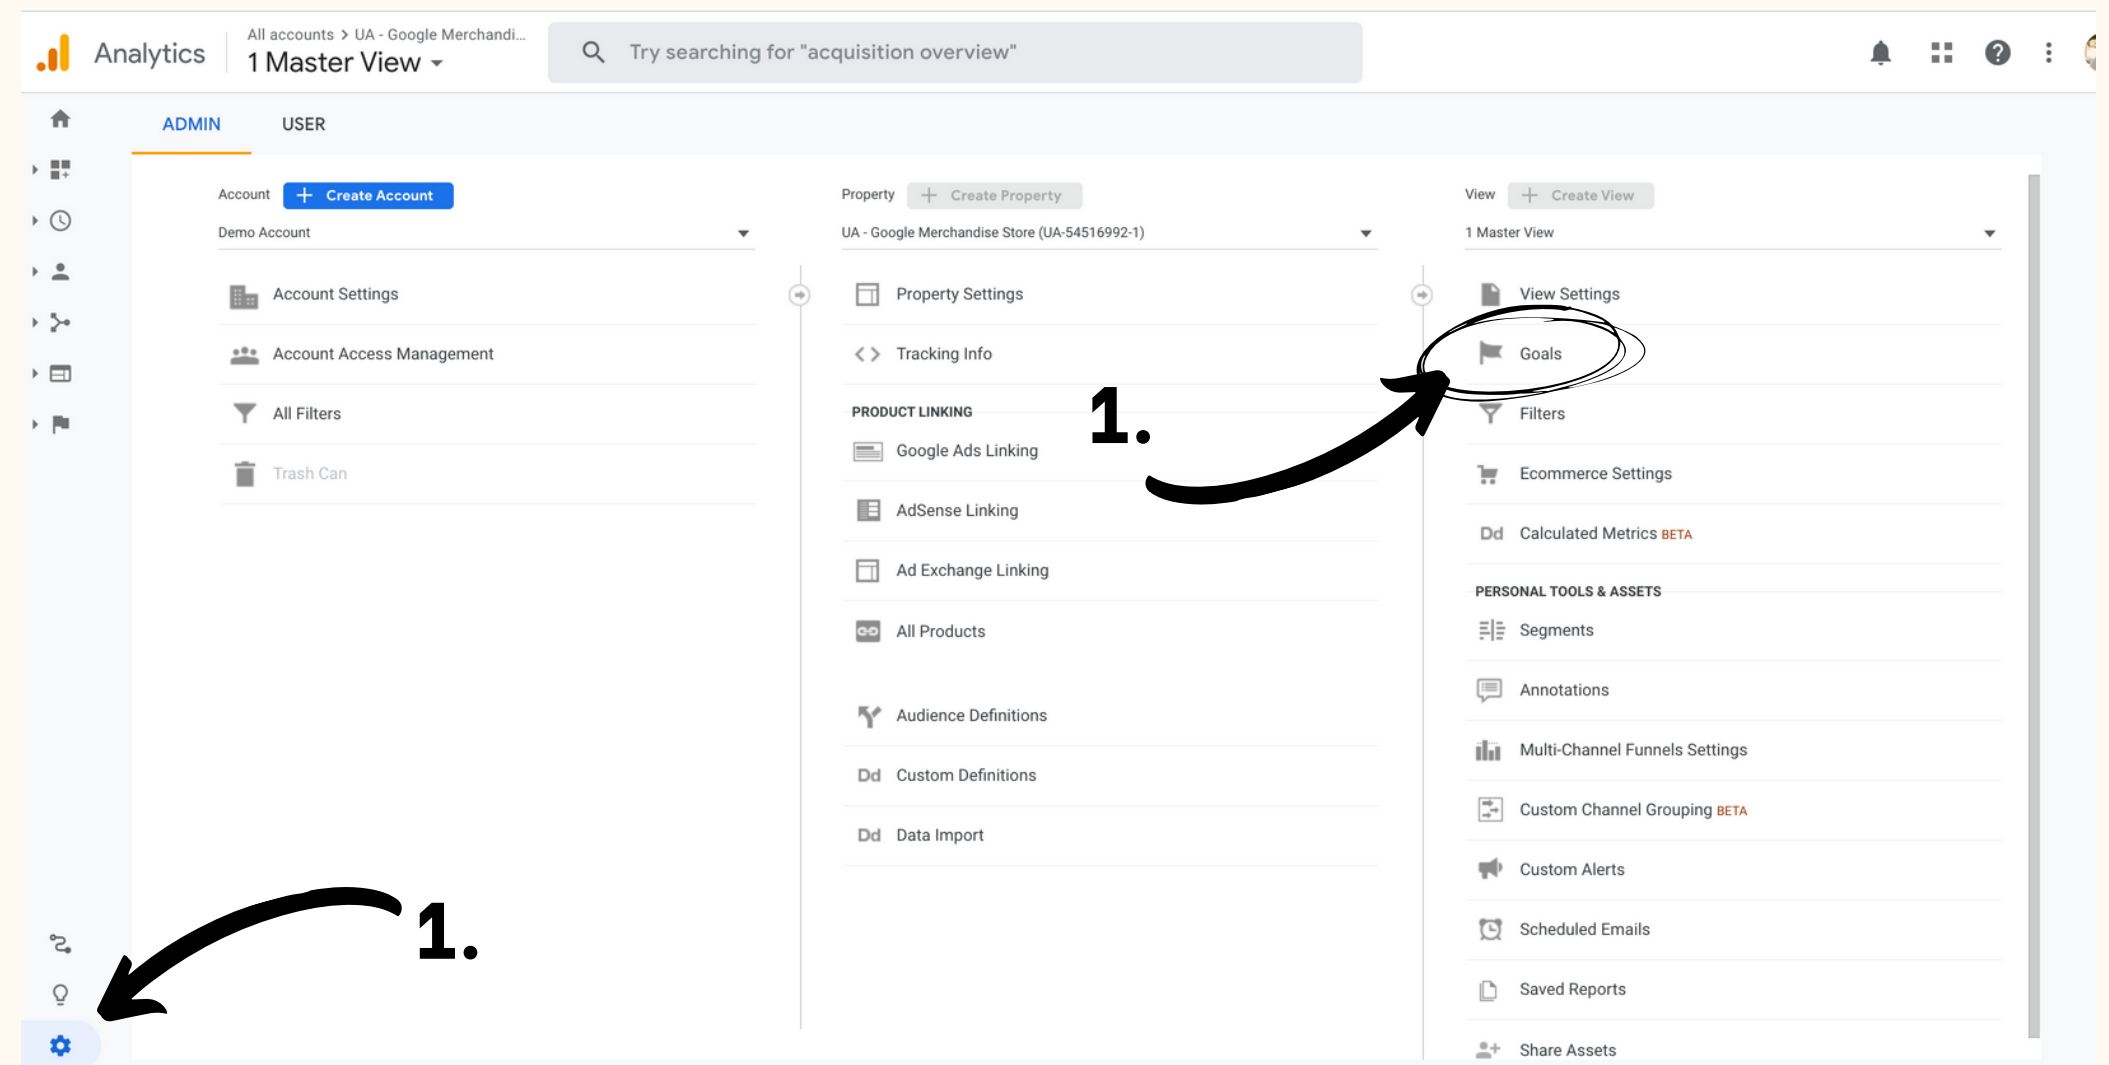 Analytics
All accounts > UA - Google Merchandi...
1 Master View
Try searching for "acquisition overview"
ADMIN
USER
Account
+ Create Account
Demo Account
Account Settings
Account Access Management
All Filters
Trash Can
Property
+ Create Property
UA - Google Merchandise Store (UA-54516992-1)
Property Settings
<> Tracking Info
PRODUCT LINKING
Google Ads Linking
AdSense Linking
Ad Exchange Linking
All Products
Audience Definitions
Dd Custom Definitions
Dd Data Import
View
+ Create View
1 Master View
View Settings
Goals
Filters
Ecommerce Settings
Dd Calculated Metrics BETA
PERSONAL TOOLS & ASSETS
Segments
Annotations
Multi-Channel Funnels Settings
Custom Channel Grouping BETA
Custom Alerts
Scheduled Emails
Saved Reports
Share Assets
1.
1.